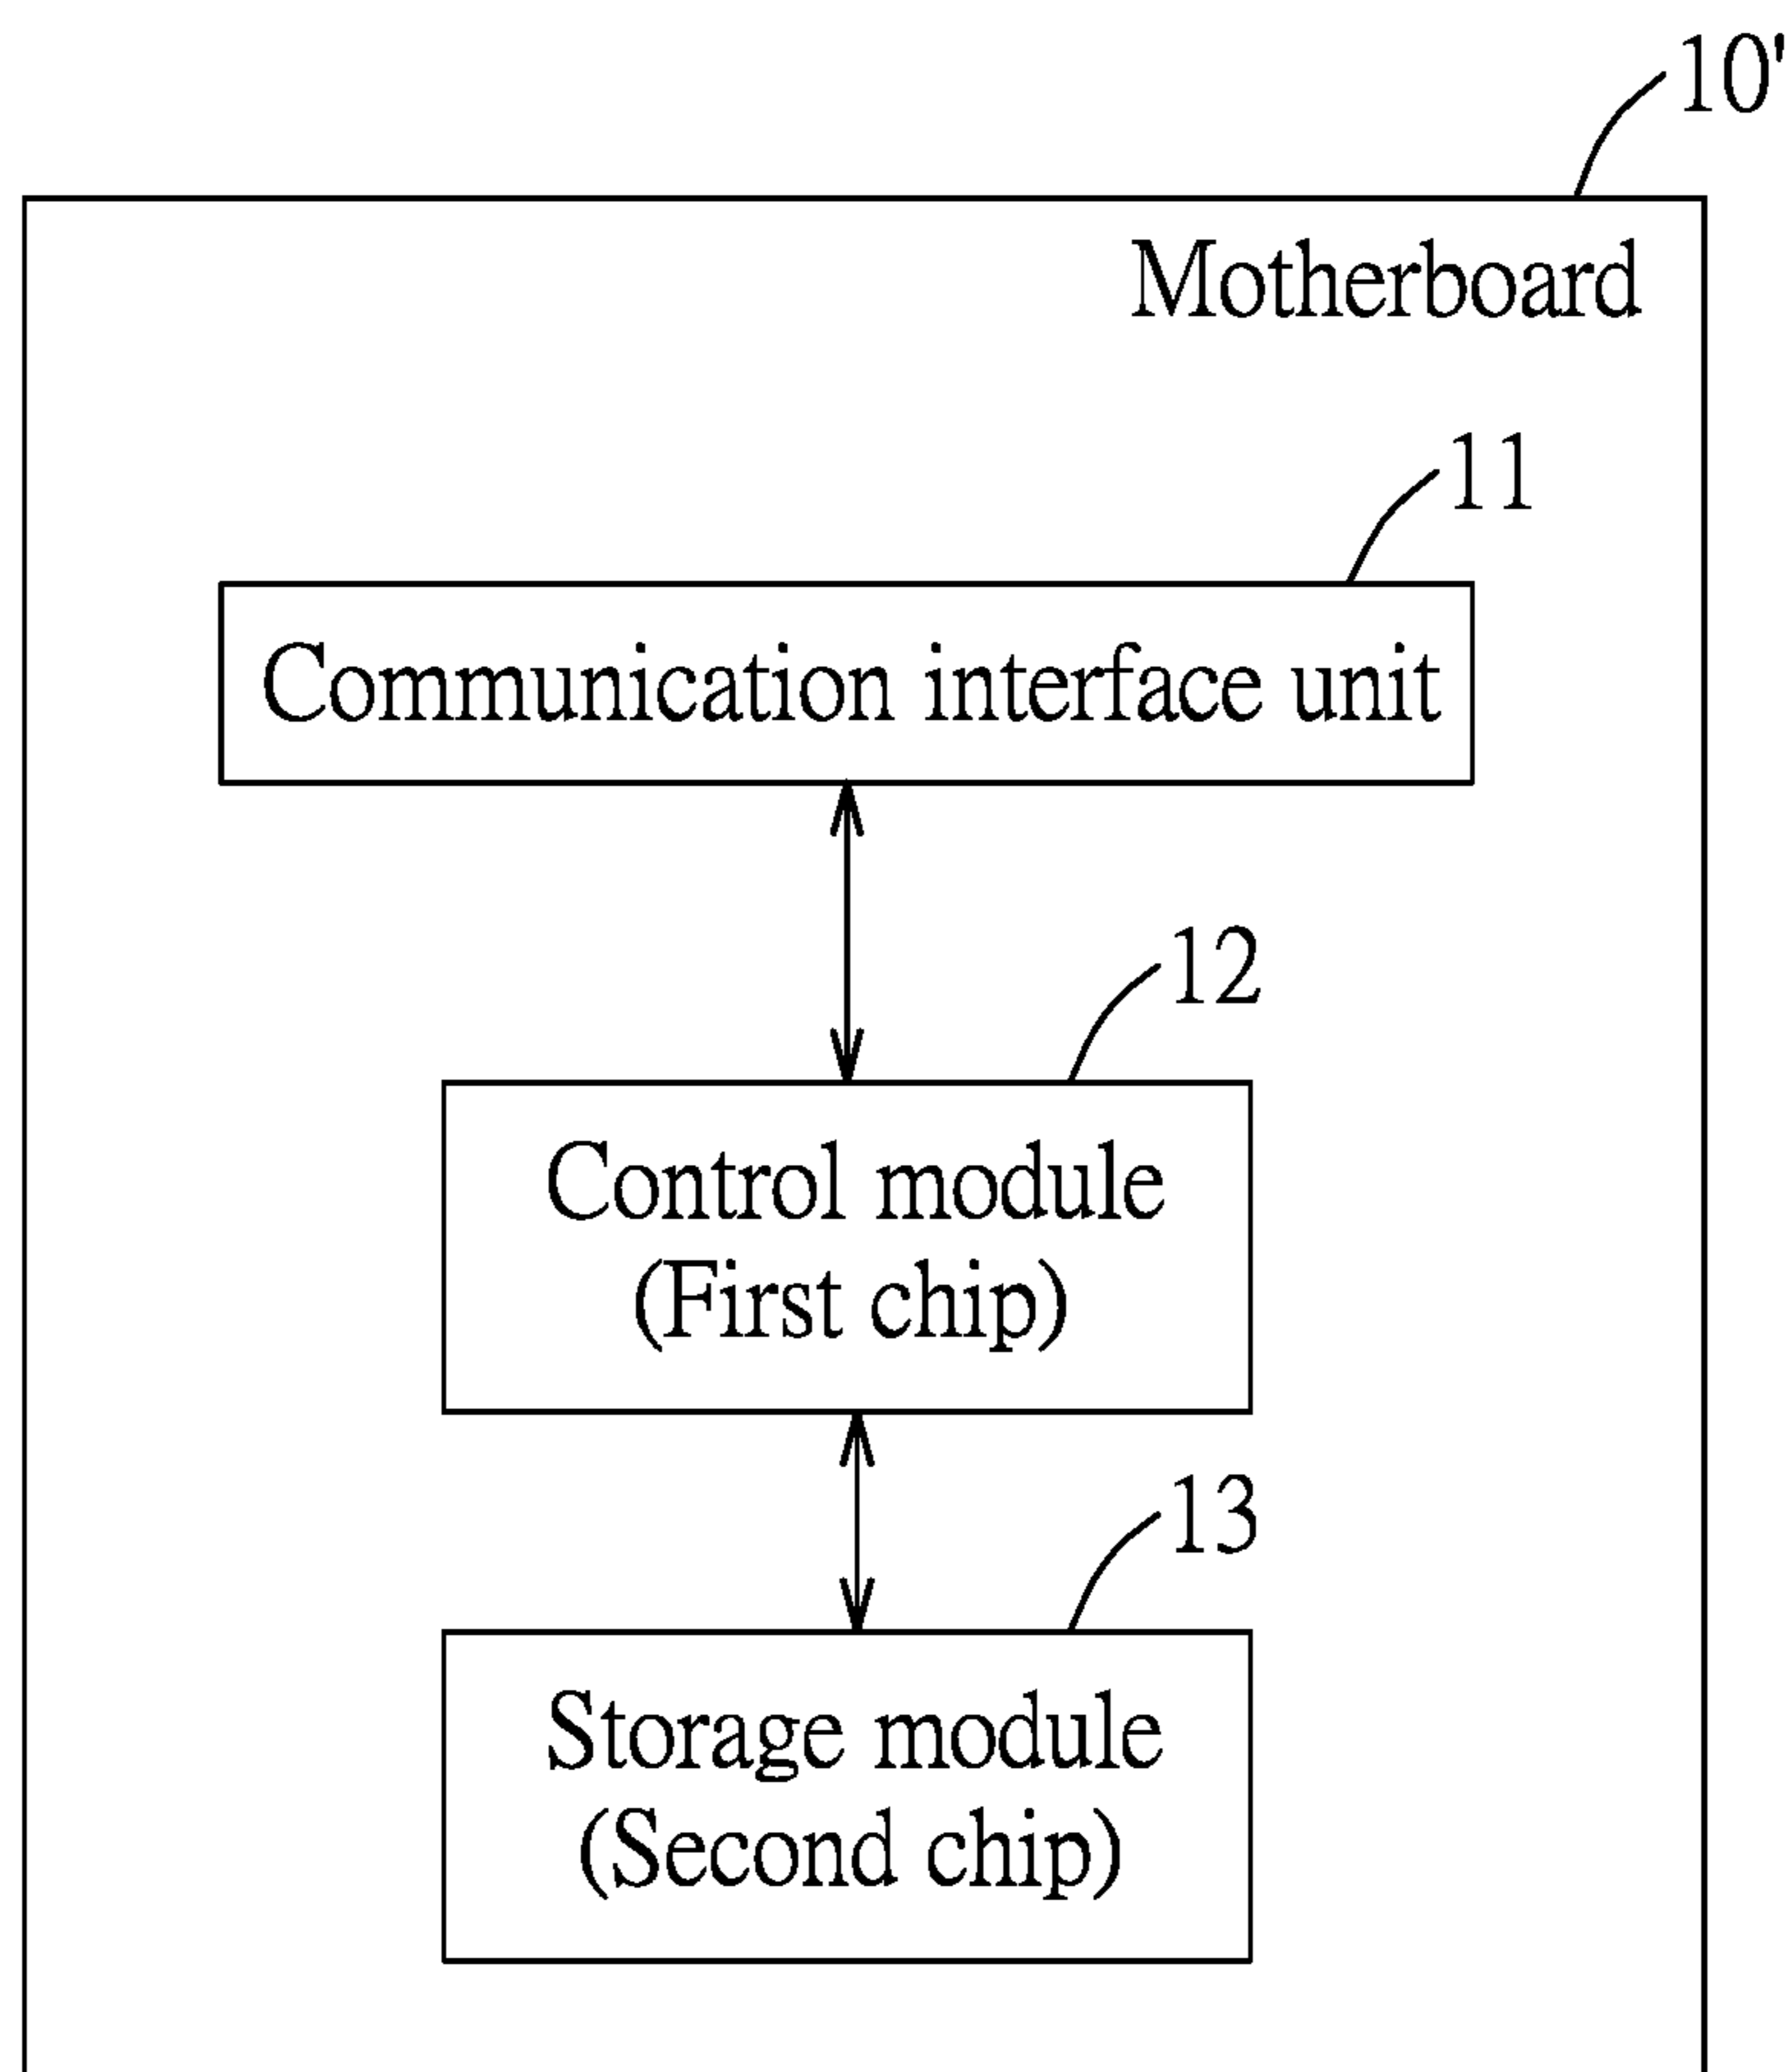 10'
Motherboard
11
Communication interface unit
12
Control module
(First chip)
13
Storage module
(Second chip)